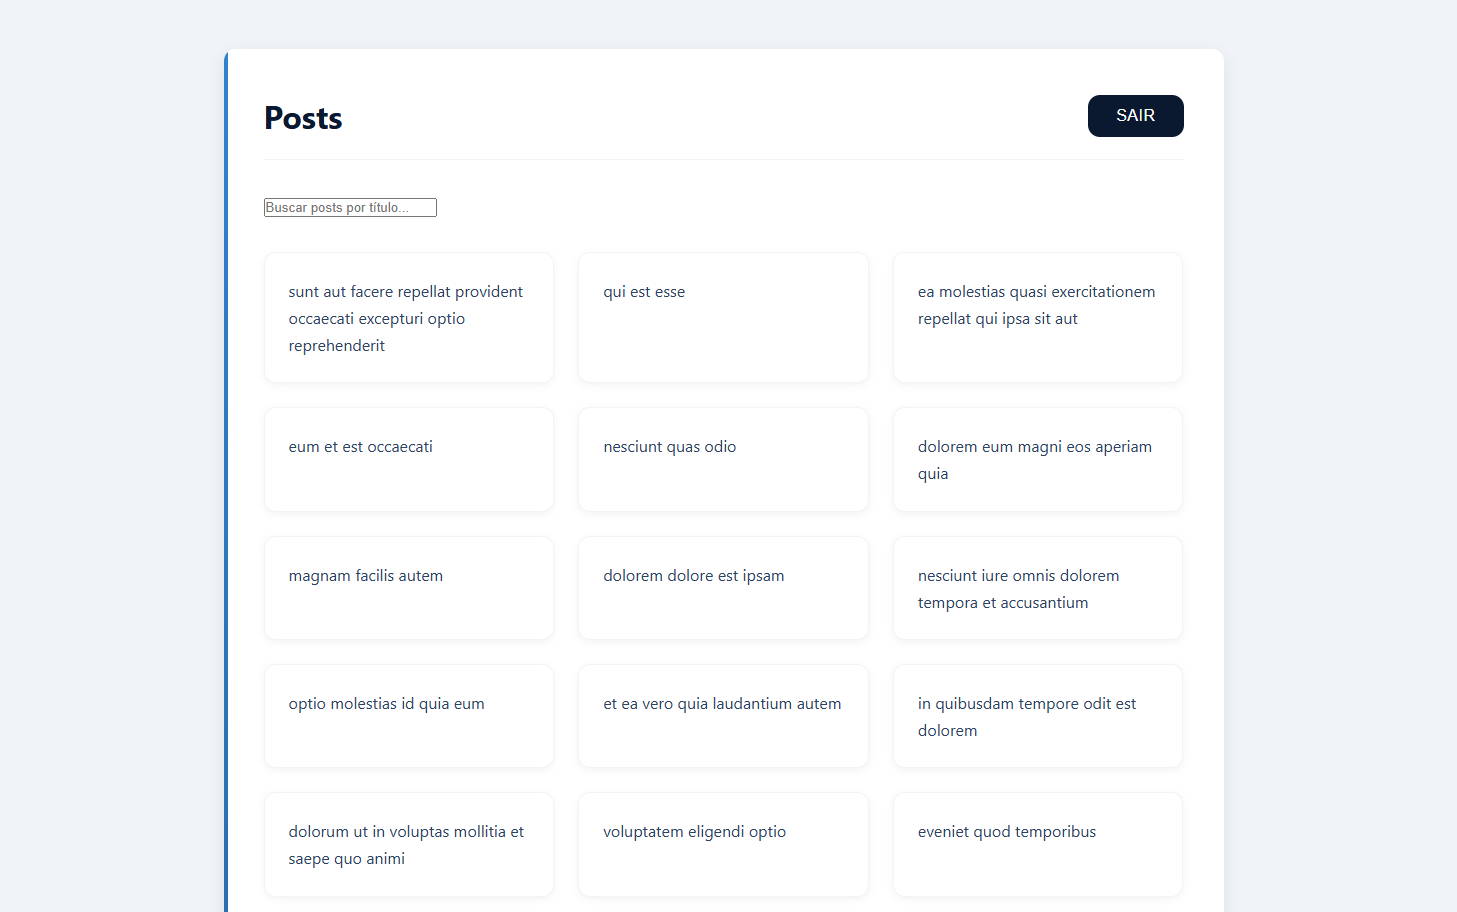 Posts
SAIR
Buscar posts por título...
sunt aut facere repellat provident
occaecati excepturi optio
reprehenderit
qui est esse
ea molestias quasi exercitationem
repellat qui ipsa sit aut
eum et est occaecati
nesciunt quas odio
dolorem eum magni eos aperiam
quia
magnam facilis autem
dolorem dolore est ipsam
nesciunt iure omnis dolorem
tempora et accusantium
optio molestias id quia eum
et ea vero quia laudantium autem
in quibusdam tempore odit est
dolorem
dolorum ut in voluptas mollitia et
saepe quo animi
voluptatem eligendi optio
eveniet quod temporibus